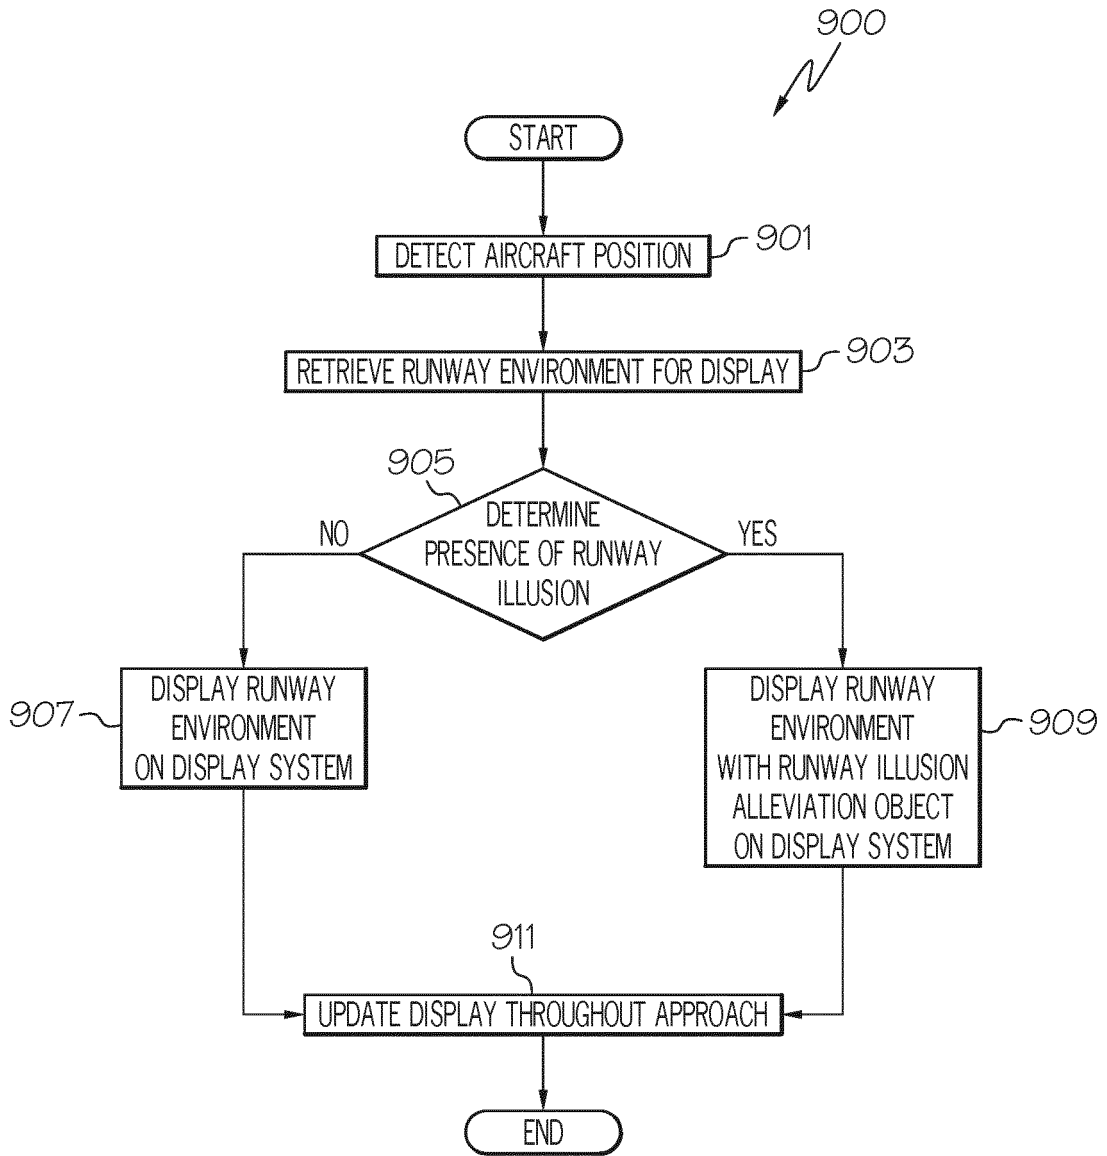 900
START
DETECT AIRCRAFT POSITION
901
RETRIEVE RUNWAY ENVIRONMENT FOR DISPLAY
903
905
DETERMINE
PRESENCE OF RUNWAY
ILLUSION
NO
YES
DISPLAY RUNWAY
ENVIRONMENT
ON DISPLAY SYSTEM
907
DISPLAY RUNWAY
ENVIRONMENT
WITH RUNWAY ILLUSION
ALLEVIATION OBJECT
ON DISPLAY SYSTEM
909
911
UPDATE DISPLAY THROUGHOUT APPROACH
END